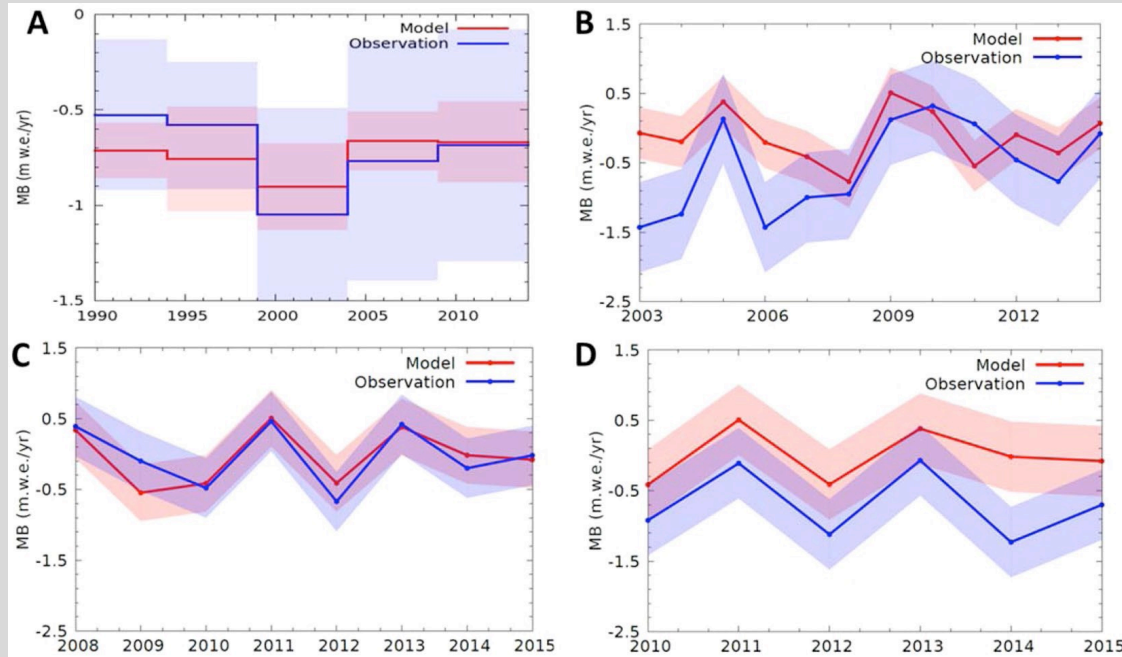 A
Model
Observation
0
-0.5
-1
-1.5
MB (m w.e./yr)
1990 1995 2000 2005 2010
B
Model
Observation
1.5
0.5
-0.5
-1.5
-2.5
MB (m.w.e./yr)
2003 2006 2009 2012
C
Model
Observation
1.5
0.5
-0.5
-1.5
-2.5
MB (m.w.e./yr)
2008 2009 2010 2011 2012 2013 2014 2015
D
Model
Observation
1.5
0.5
-0.5
-1.5
-2.5
MB (m.w.e./yr)
2010 2011 2012 2013 2014 2015